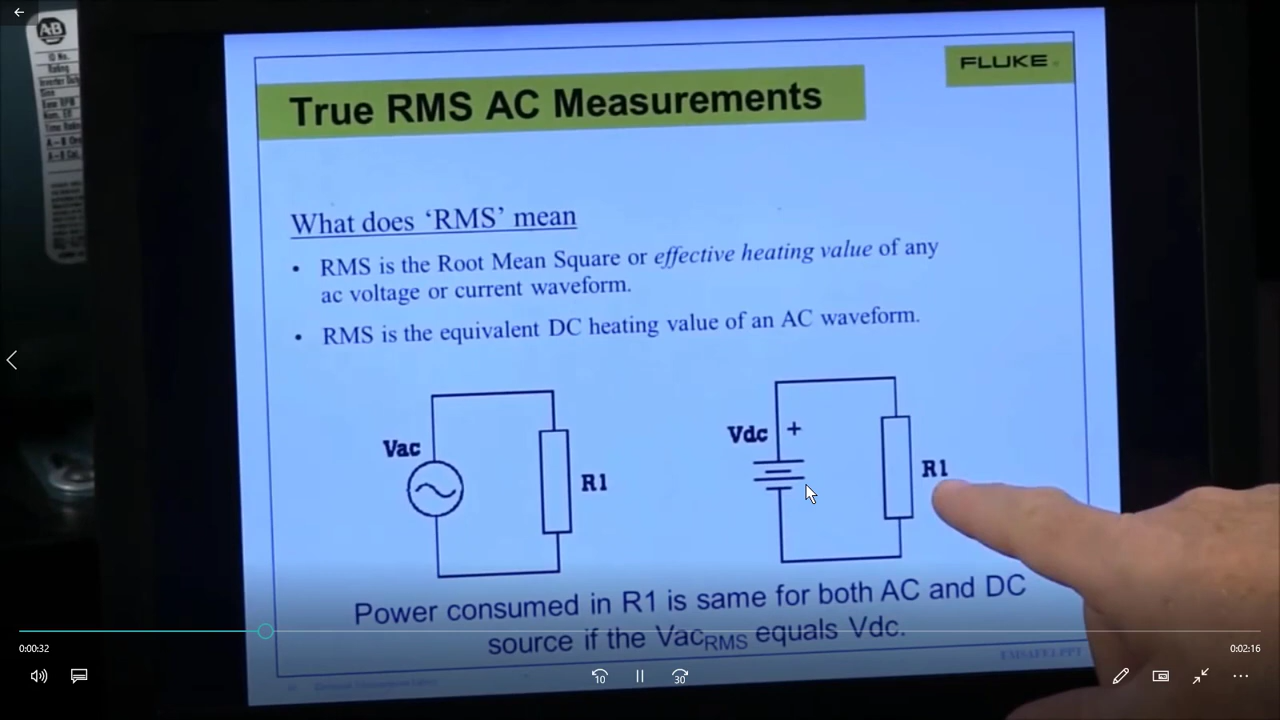 A-B
FLUKE
True RMS AC Measurements
What does ‘RMS’ mean
• RMS is the Root Mean Square or effective heating value of any
ac voltage or current waveform.
• RMS is the equivalent DC heating value of an AC waveform.
Vac
R1
Vdc +
R1
Power consumed in R1 is same for both AC and DC
source if the VacRMS equals Vdc.
0:00:32
0:02:16
10
30